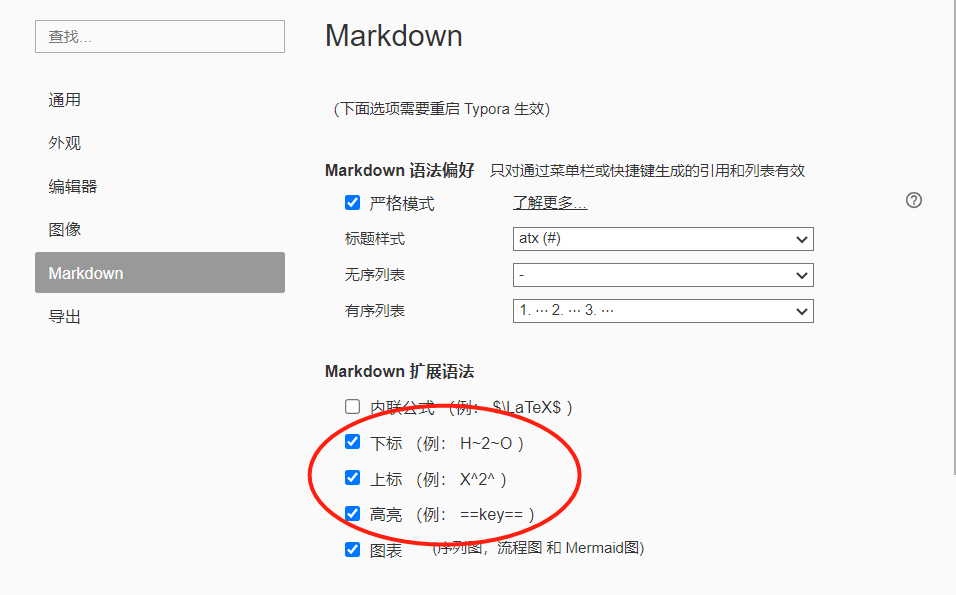 查找...
通用
外观
编辑器
图像
Markdown
导出
Markdown
(下面选项需要重启 Typora 生效)
Markdown 语法偏好 只对通过菜单栏或快捷键生成的引用和列表有效
严格模式 了解更多...
标题样式 atx (#)
无序列表 -
有序列表 1. ··· 2. ··· 3. ···
Markdown 扩展语法
内联公式 (例: $\LaTeX$ )
下标 (例: H~2~O )
上标 (例: X^2^ )
高亮 (例: ==key== )
图表 (序列图，流程图 和 Mermaid图)